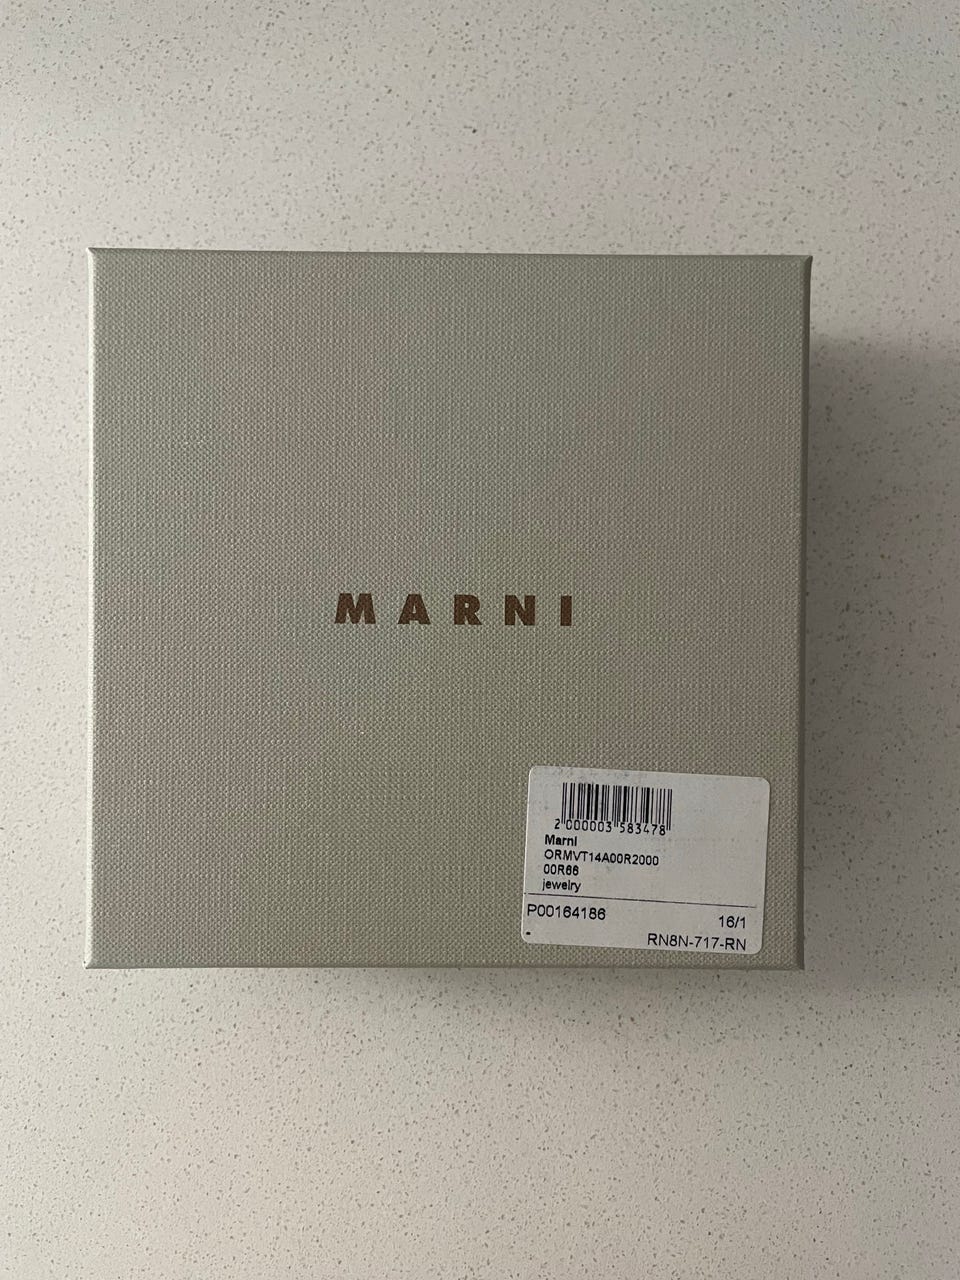 MARNI
2 000003 583478
Marni
ORMVT14A00R2000
00R66
jewelry
P00164186
16/1
RN8N-717-RN